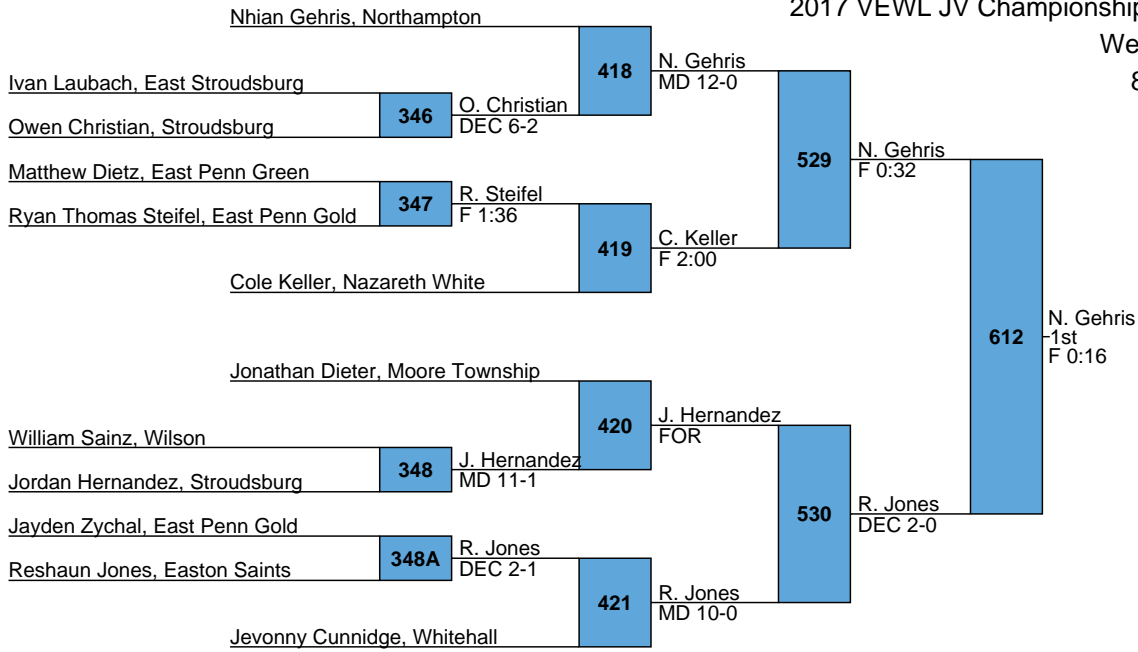 2017 VEWL JV Championship
We
8
Nhian Gehris, Northampton
418
N. Gehris
MD 12-0
Ivan Laubach, East Stroudsburg
346
O. Christian
DEC 6-2
Owen Christian, Stroudsburg
529
N. Gehris
F 0:32
Matthew Dietz, East Penn Green
347
R. Steifel
F 1:36
Ryan Thomas Steifel, East Penn Gold
419
C. Keller
F 2:00
Cole Keller, Nazareth White
612
N. Gehris
1st
F 0:16
Jonathan Dieter, Moore Township
420
J. Hernandez
FOR
William Sainz, Wilson
348
J. Hernandez
MD 11-1
Jordan Hernandez, Stroudsburg
530
R. Jones
DEC 2-0
Jayden Zychal, East Penn Gold
348A
R. Jones
DEC 2-1
Reshaun Jones, Easton Saints
421
R. Jones
MD 10-0
Jevonny Cunnidge, Whitehall